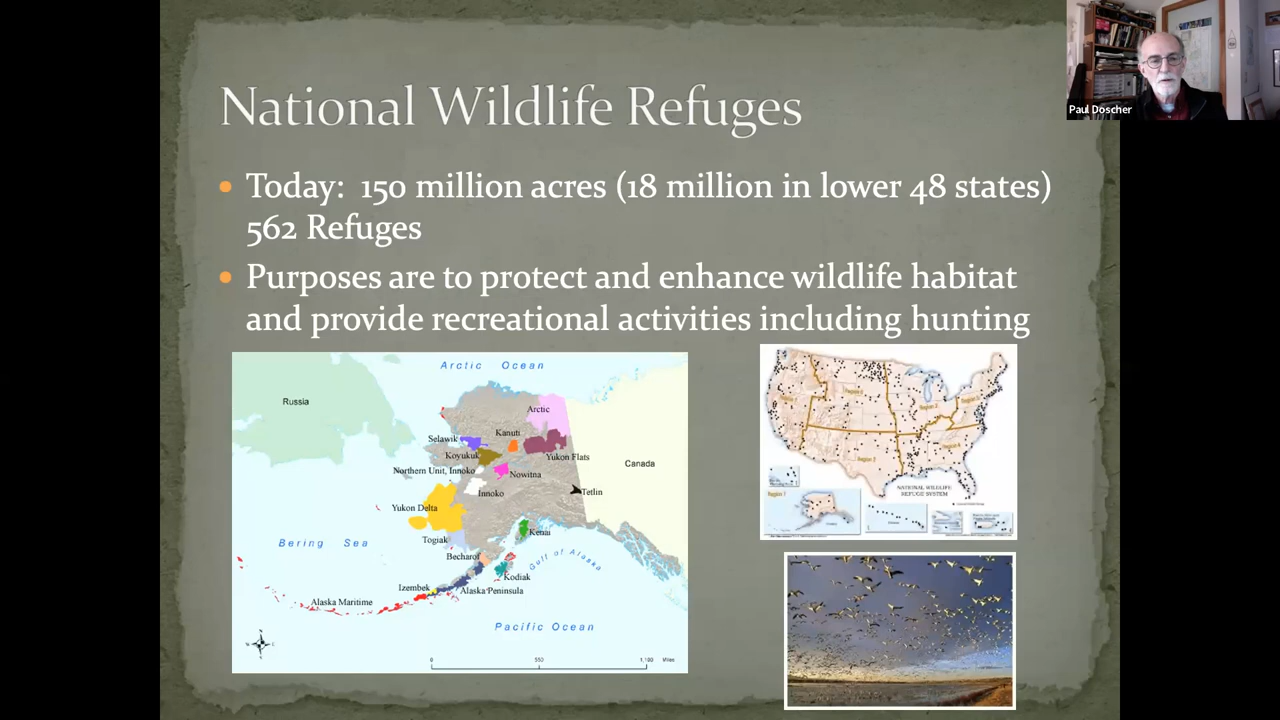 National Wildlife Refuges
Paul Doscher
Today: 150 million acres (18 million in lower 48 states)
562 Refuges
Purposes are to protect and enhance wildlife habitat
and provide recreational activities including hunting
Arctic Ocean
Russia
Arctic
Selawik
Kanuti
Koyukuk
Yukon Flats
Canada
Northern Unit, Innoko
Nowitna
Innoko
Tetlin
Yukon Delta
Kenai
Togiak
Bering Sea
Becharof
Gulf of Alaska
Kodiak
Izembek
Alaska Peninsula
Alaska Maritime
Pacific Ocean
N
0 550 1,100 Miles
NATIONAL WILDLIFE
REFUGE SYSTEM
Region 7